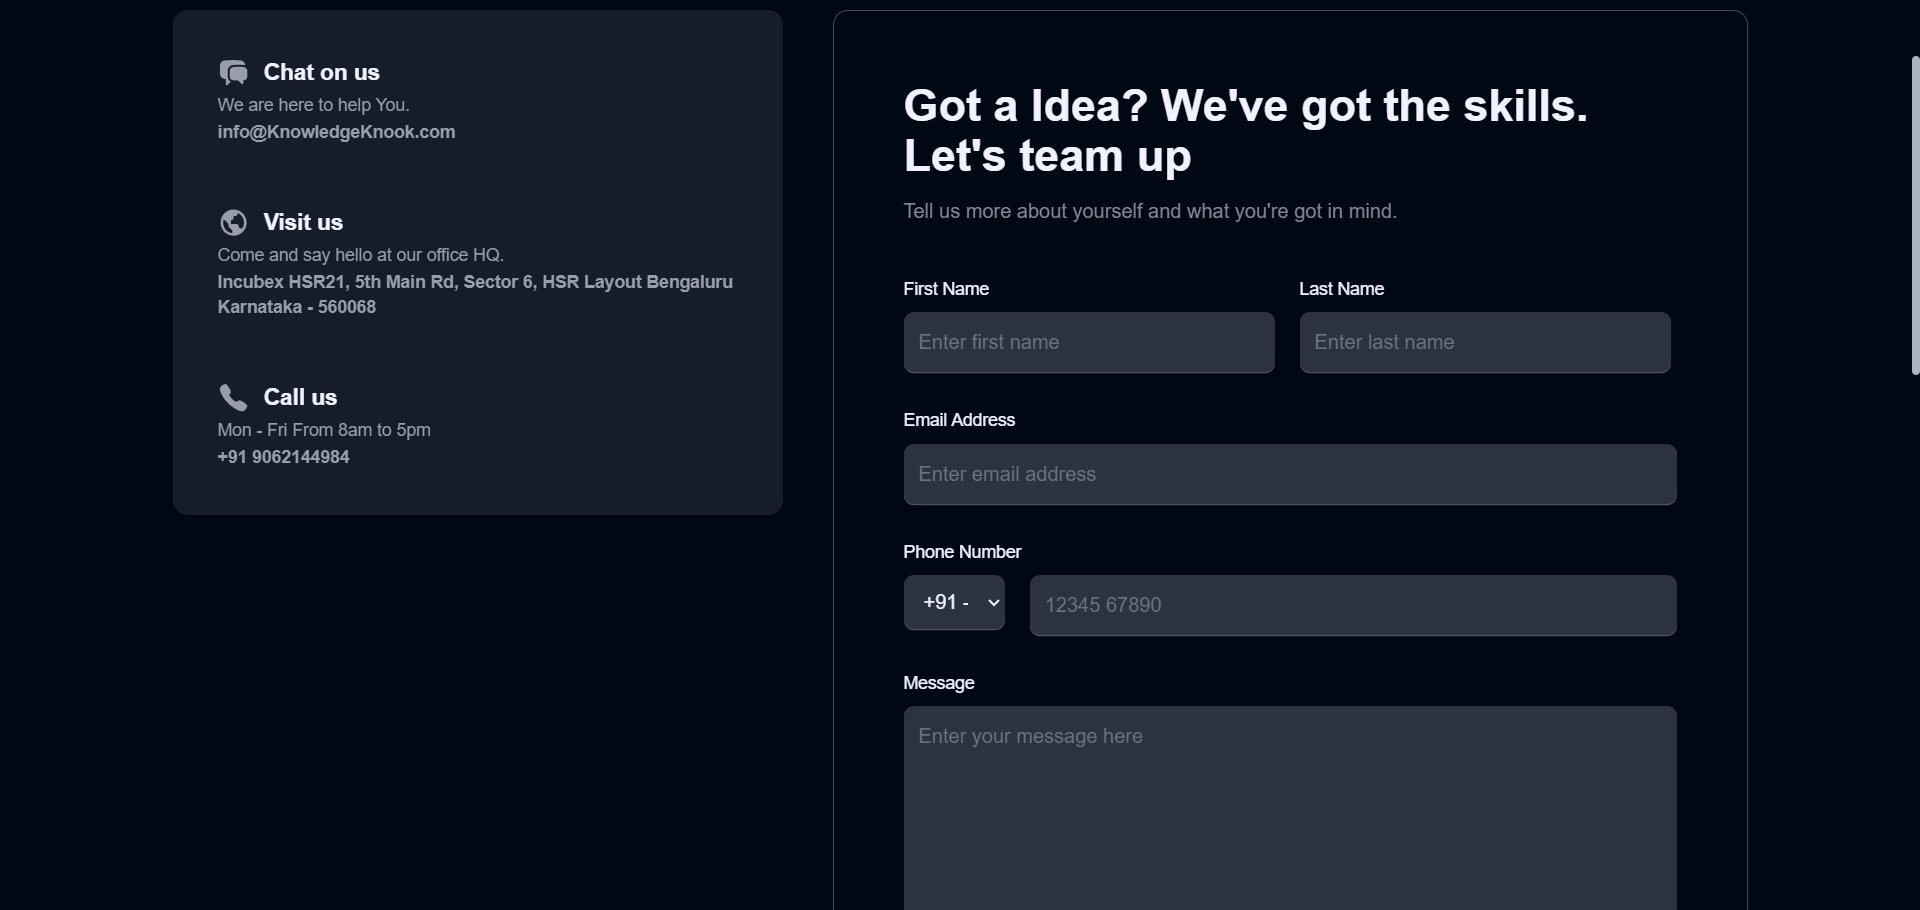 Chat on us
We are here to help You.
info@KnowledgeKnook.com
Visit us
Come and say hello at our office HQ.
Incubex HSR21, 5th Main Rd, Sector 6, HSR Layout Bengaluru
Karnataka - 560068
Call us
Mon - Fri From 8am to 5pm
+91 9062144984
Got a Idea? We've got the skills.
Let's team up
Tell us more about yourself and what you're got in mind.
First Name
Last Name
Enter first name
Enter last name
Email Address
Enter email address
Phone Number
+91 -
12345 67890
Message
Enter your message here